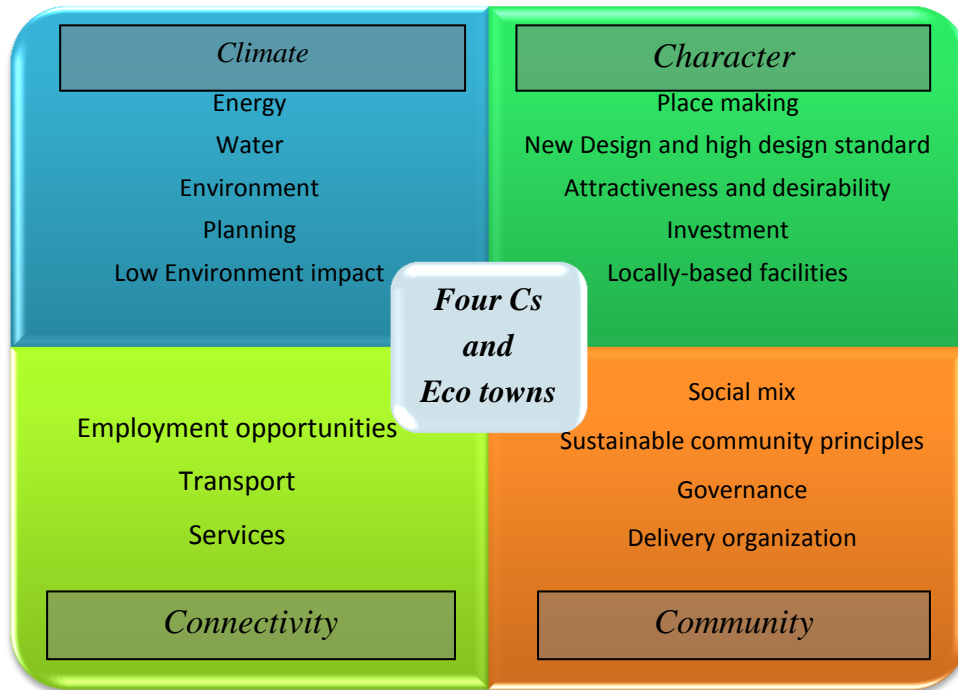 Climate
Energy
Water
Environment
Planning
Low Environment impact
Character
Place making
New Design and high design standard
Attractiveness and desirability
Investment
Locally-based facilities
Four Cs
and
Eco towns
Employment opportunities
Transport
Services
Connectivity
Social mix
Sustainable community principles
Governance
Delivery organization
Community